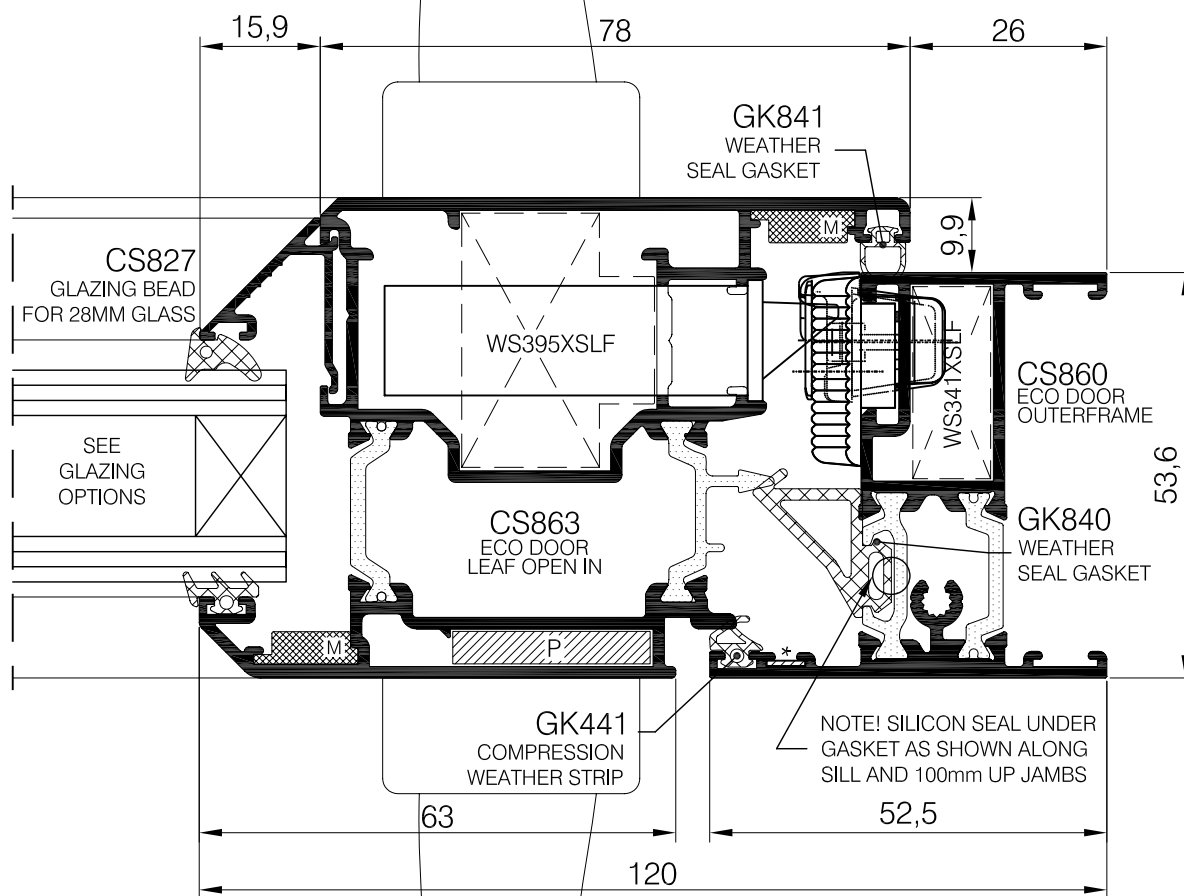 15,9
78
26
GK841
WEATHER
SEAL GASKET
9,9
M
CS827
GLAZING BEAD
FOR 28MM GLASS
WS395XSLF
WS341XSLF
CS860
ECO DOOR
OUTERFRAME
SEE
GLAZING
OPTIONS
53,6
CS863
ECO DOOR
LEAF OPEN IN
GK840
WEATHER
SEAL GASKET
M
P
*
GK441
COMPRESSION
WEATHER STRIP
NOTE! SILICON SEAL UNDER
GASKET AS SHOWN ALONG
SILL AND 100mm UP JAMBS
63
52,5
120